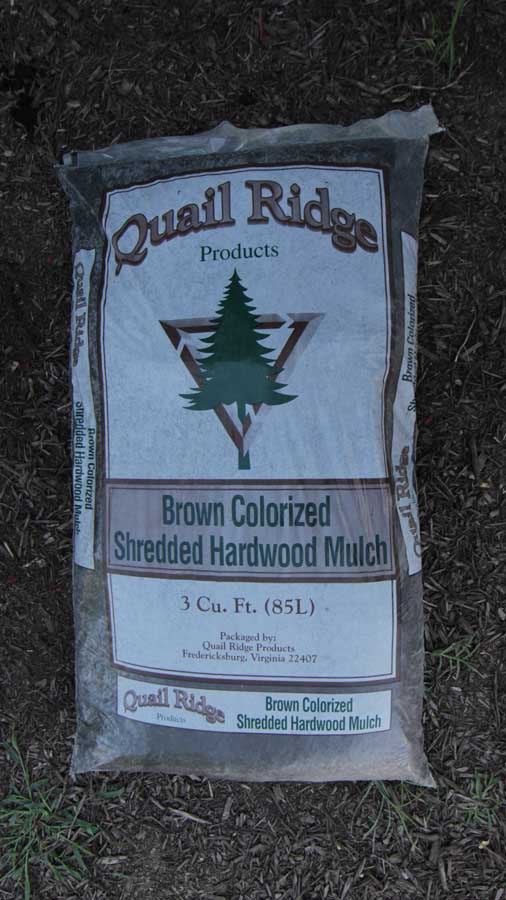 Quail Ridge
Products
Brown Colorized
Shredded Hardwood Mulch
3 Cu. Ft. (85L)
Packaged by:
Quail Ridge Products
Fredericksburg, Virginia 22407
Quail Ridge
Products
Brown Colorized
Shredded Hardwood Mulch
Quail Ridge
Brown Colorized
Shredded Hardwood Mulch
Brown Colorized
Quail Ridge